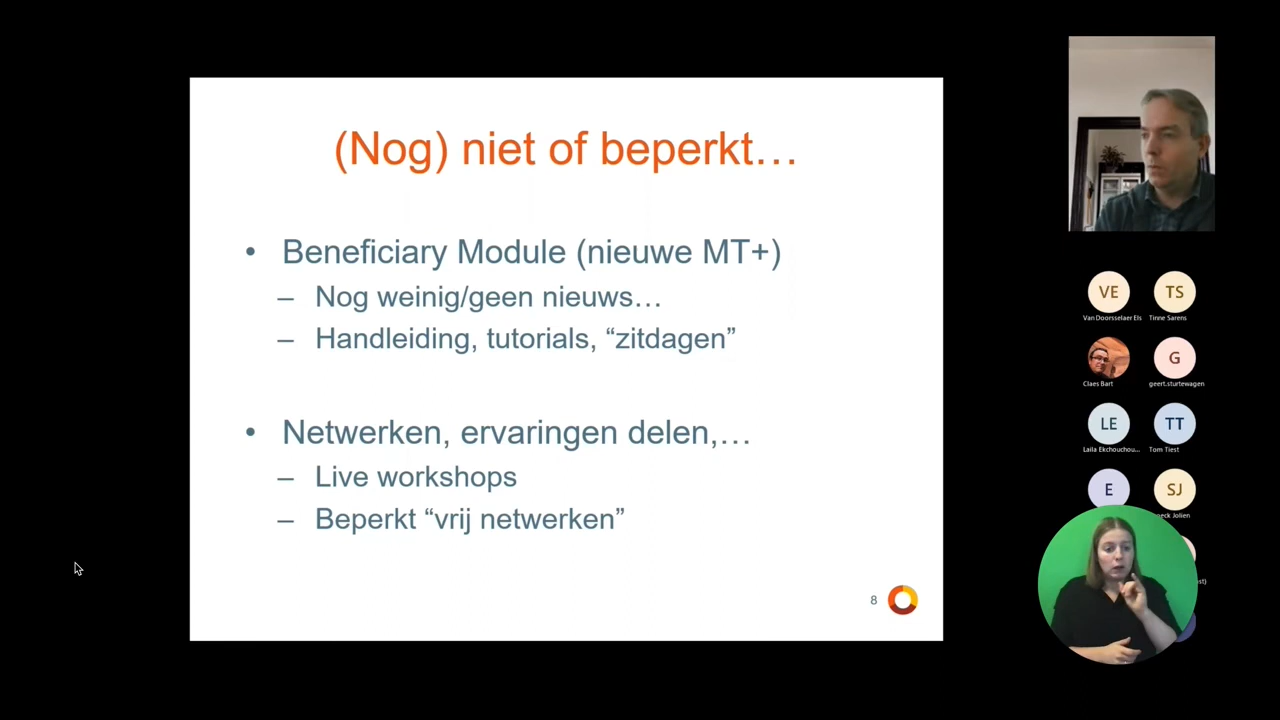 (Nog) niet of beperkt…
• Beneficiary Module (nieuwe MT+)
– Nog weinig/geen nieuws…
– Handleiding, tutorials, “zitdagen”
• Netwerken, ervaringen delen,…
– Live workshops
– Beperkt “vrij netwerken”
8
VE
TS
Van Doorsselaer Els
Tinne Sarens
G
Claes Bart
geert.sturtewagen
LE
TT
Laila Ekchouchou...
Tom Tiest
E
SJ
eck Jolien